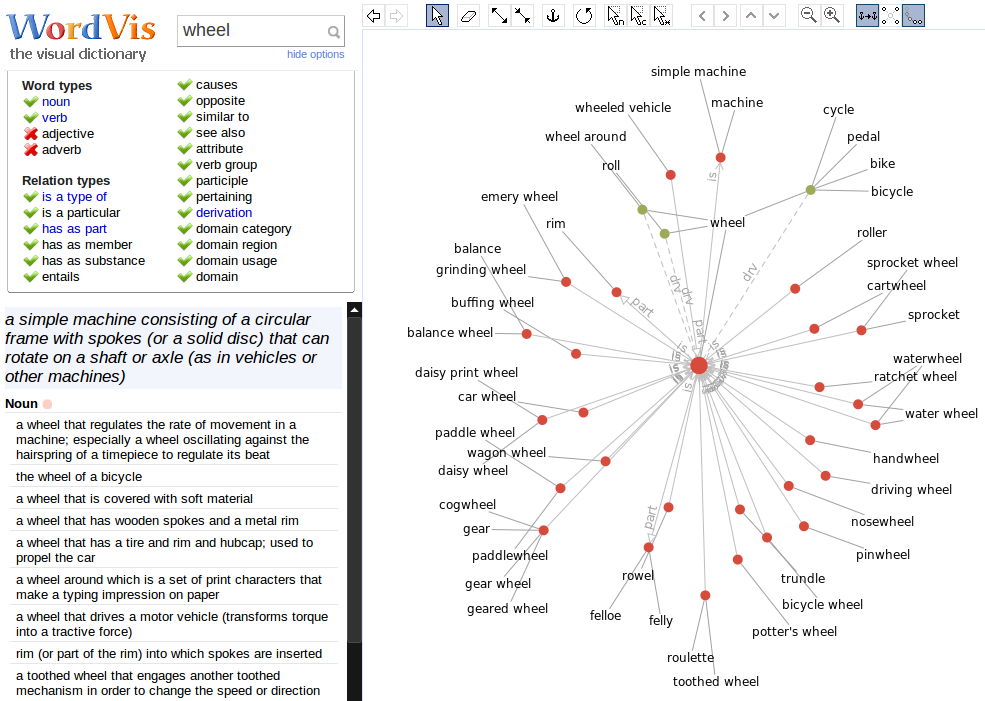 WordVis
the visual dictionary
wheel
hide options
Word types
noun
verb
adjective
adverb
Relation types
is a type of
is a particular
has as part
has as member
has as substance
entails
causes
opposite
similar to
see also
attribute
verb group
participle
pertaining
derivation
domain category
domain region
domain usage
domain
a simple machine consisting of a circular
frame with spokes (or a solid disc) that can
rotate on a shaft or axle (as in vehicles or
other machines)
Noun
a wheel that regulates the rate of movement in a
machine; especially a wheel oscillating against the
hairspring of a timepiece to regulate its beat
the wheel of a bicycle
a wheel that is covered with soft material
a wheel that has wooden spokes and a metal rim
a wheel that has a tire and rim and hubcap; used to
propel the car
a wheel around which is a set of print characters that
make a typing impression on paper
a wheel that drives a motor vehicle (transforms torque
into a tractive force)
rim (or part of the rim) into which spokes are inserted
a toothed wheel that engages another toothed
mechanism in order to change the speed or direction
simple machine
machine
wheeled vehicle
cycle
wheel around
pedal
roll
bike
is
bicycle
emery wheel
rim
wheel
roller
balance
sprocket wheel
grinding wheel
drv
drv
drv
cartwheel
buffing wheel
part
sprocket
balance wheel
part
waterwheel
daisy print wheel
ratchet wheel
is
car wheel
water wheel
paddle wheel
wagon wheel
handwheel
daisy wheel
driving wheel
cogwheel
nosewheel
gear
part
paddlewheel
pinwheel
gear wheel
rowel
trundle
geared wheel
bicycle wheel
felloe
felly
potter's wheel
roulette
toothed wheel